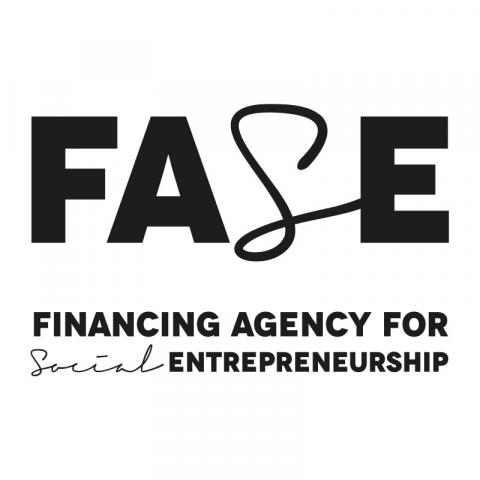 FASE
FINANCING AGENCY FOR
Social ENTREPRENEURSHIP